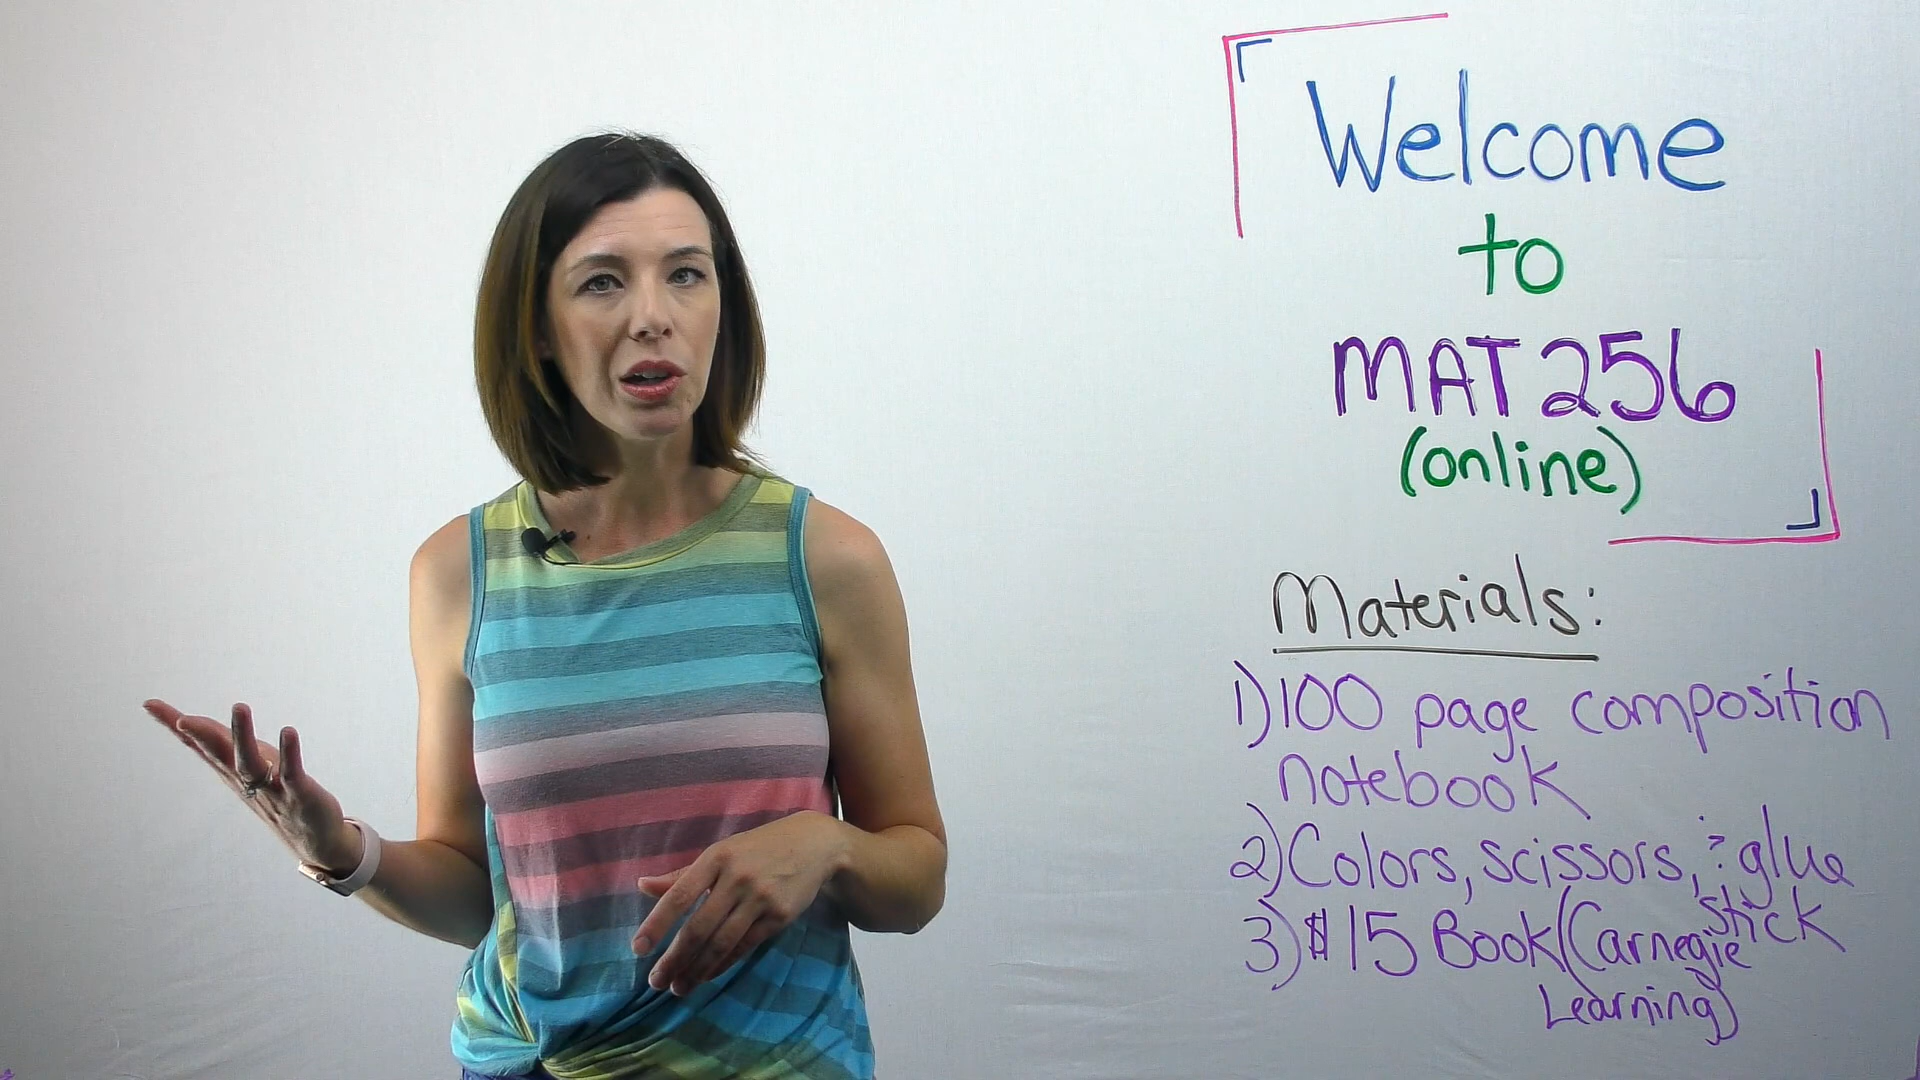 Welcome
to
MAT256
(online)
Materials:
1) 100 page composition
notebook
2) Colors, scissors, & glue
stick
3) $15 Book (Carnegie
Learning)